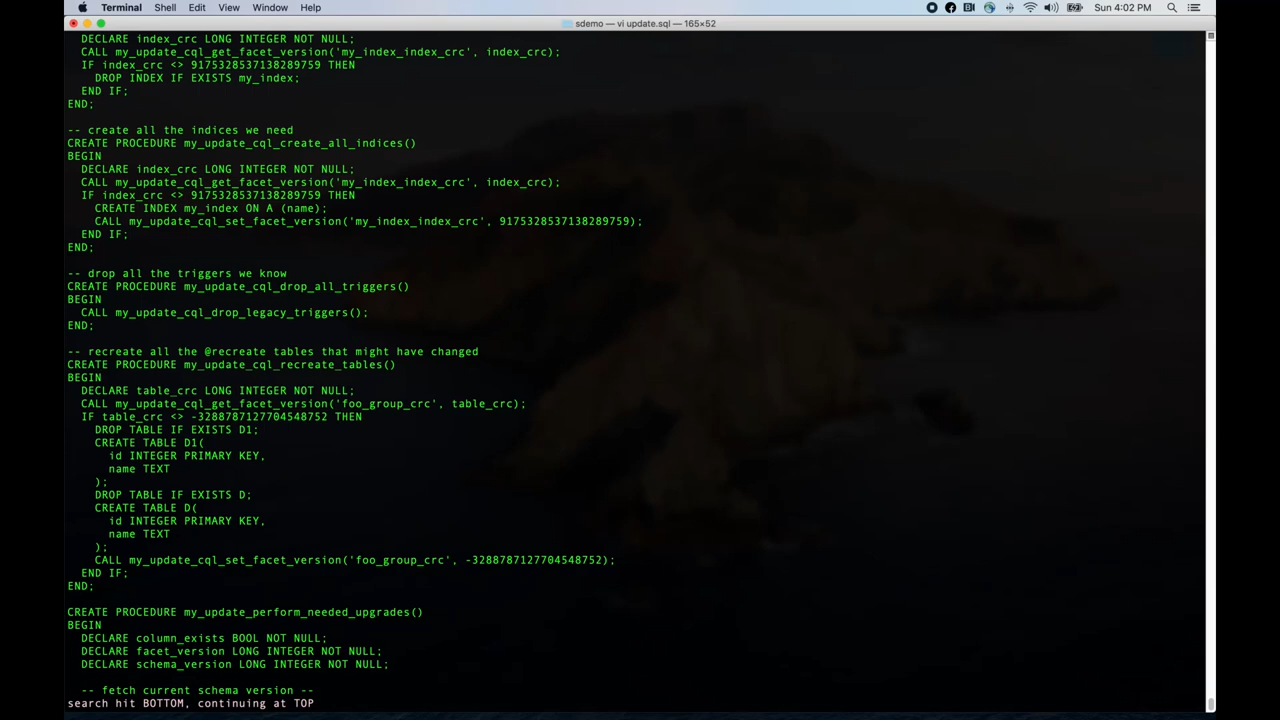 Terminal Shell Edit View Window Help Sun 4:02 PM
sdemo — vi update.sql — 165×52
DECLARE index_crc LONG INTEGER NOT NULL;
CALL my_update_cql_get_facet_version('my_index_index_crc', index_crc);
IF index_crc <> 9175328537138289759 THEN
DROP INDEX IF EXISTS my_index;
END IF;
END;
-- create all the indices we need
CREATE PROCEDURE my_update_cql_create_all_indices()
BEGIN
DECLARE index_crc LONG INTEGER NOT NULL;
CALL my_update_cql_get_facet_version('my_index_index_crc', index_crc);
IF index_crc <> 9175328537138289759 THEN
CREATE INDEX my_index ON A (name);
CALL my_update_cql_set_facet_version('my_index_index_crc', 9175328537138289759);
END IF;
END;
-- drop all the triggers we know
CREATE PROCEDURE my_update_cql_drop_all_triggers()
BEGIN
CALL my_update_cql_drop_legacy_triggers();
END;
-- recreate all the @recreate tables that might have changed
CREATE PROCEDURE my_update_cql_recreate_tables()
BEGIN
DECLARE table_crc LONG INTEGER NOT NULL;
CALL my_update_cql_get_facet_version('foo_group_crc', table_crc);
IF table_crc <> -3288787127704548752 THEN
DROP TABLE IF EXISTS D1;
CREATE TABLE D1(
id INTEGER PRIMARY KEY,
name TEXT
);
DROP TABLE IF EXISTS D;
CREATE TABLE D(
id INTEGER PRIMARY KEY,
name TEXT
);
CALL my_update_cql_set_facet_version('foo_group_crc', -3288787127704548752);
END IF;
END;
CREATE PROCEDURE my_update_perform_needed_upgrades()
BEGIN
DECLARE column_exists BOOL NOT NULL;
DECLARE facet_version LONG INTEGER NOT NULL;
DECLARE schema_version LONG INTEGER NOT NULL;
-- fetch current schema version --
search hit BOTTOM, continuing at TOP